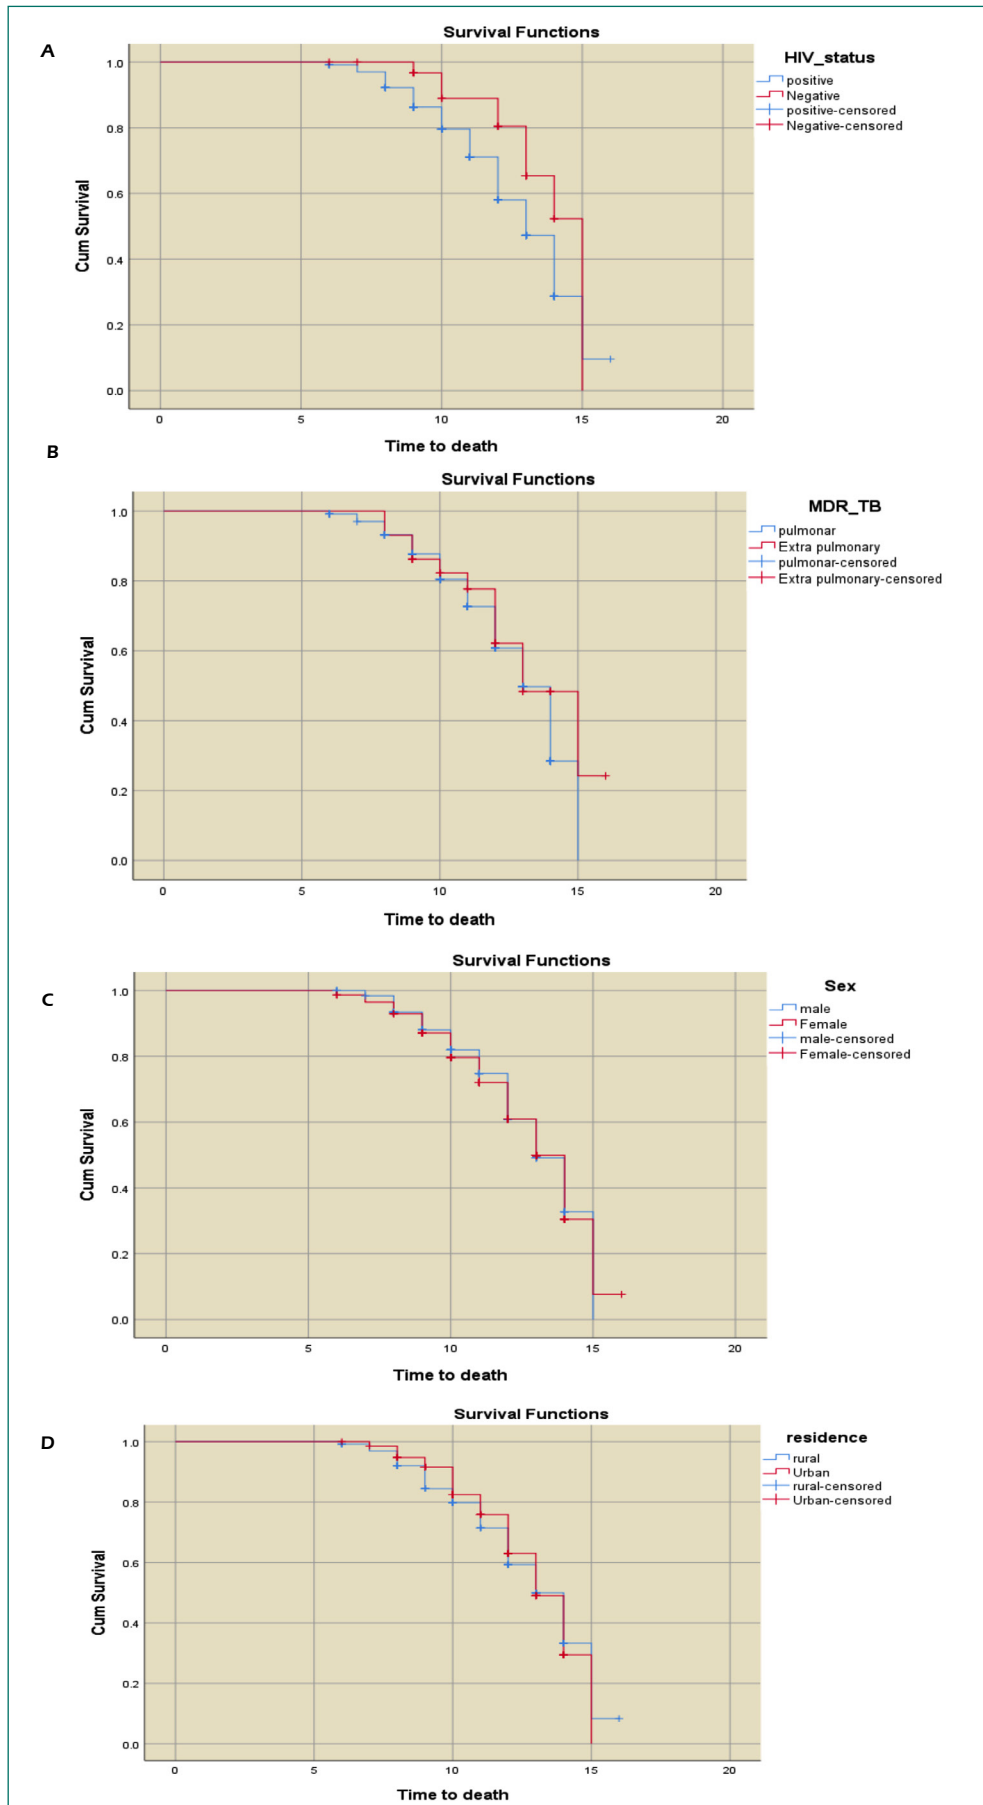 A
Survival Functions
HIV_status
positive
Negative
positive-censored
Negative-censored
1.0
0.8
0.6
0.4
0.2
0.0
Cum Survival
0 5 10 15 20
Time to death
B
Survival Functions
MDR_TB
pulmonar
Extra pulmonary
pulmonar-censored
Extra pulmonary-censored
1.0
0.8
0.6
0.4
0.2
0.0
Cum Survival
0 5 10 15 20
Time to death
C
Survival Functions
Sex
male
Female
male-censored
Female-censored
1.0
0.8
0.6
0.4
0.2
0.0
Cum Survival
0 5 10 15 20
Time to death
D
Survival Functions
residence
rural
Urban
rural-censored
Urban-censored
1.0
0.8
0.6
0.4
0.2
0.0
Cum Survival
0 5 10 15 20
Time to death